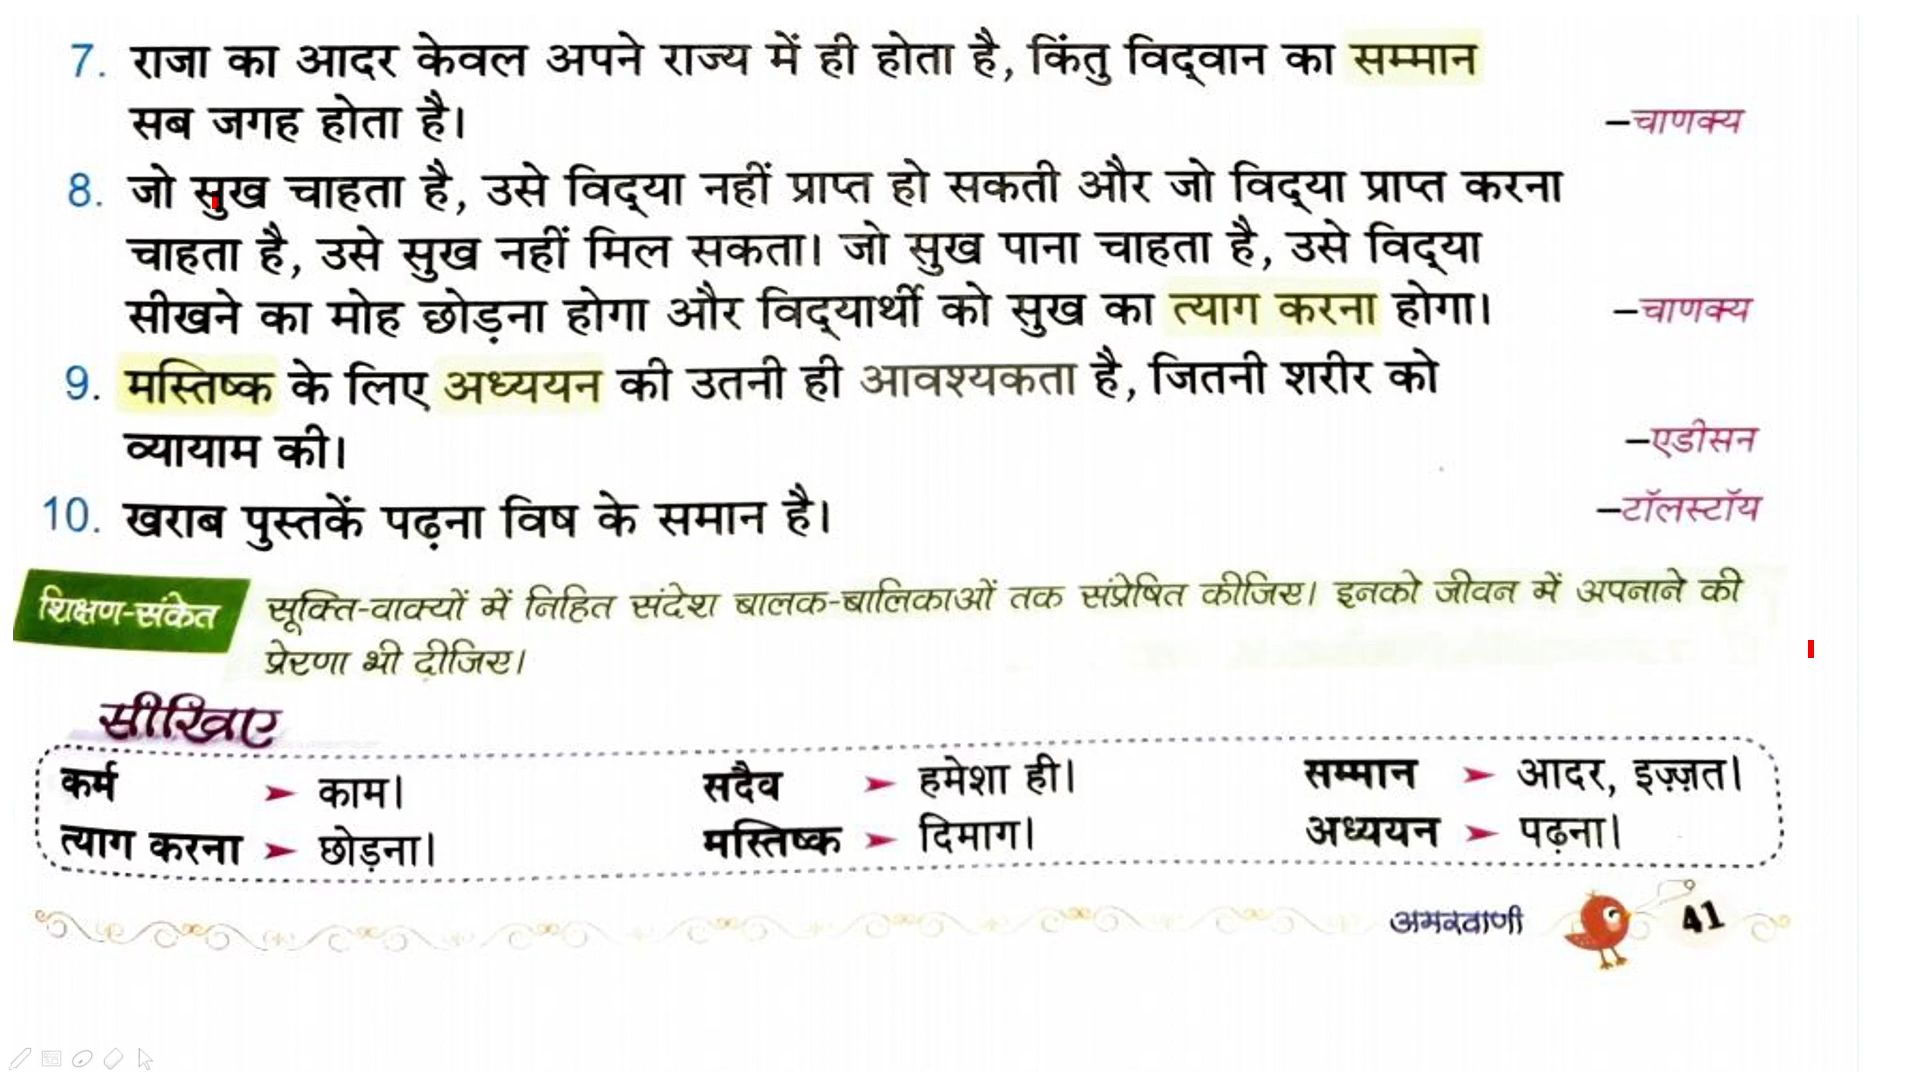 7. राजा का आदर केवल अपने राज्य में ही होता है, किंतु विद्‌वान का सम्मान
सब जगह होता है। –चाणक्य
8. जो सुख चाहता है, उसे विद्‌या नहीं प्राप्त हो सकती और जो विद्‌या प्राप्त करना
चाहता है, उसे सुख नहीं मिल सकता। जो सुख पाना चाहता है, उसे विद्‌या
सीखने का मोह छोड़ना होगा और विद्‌यार्थी को सुख का त्याग करना होगा। –चाणक्य
9. मस्तिष्क के लिए अध्ययन की उतनी ही आवश्यकता है, जितनी शरीर को
व्यायाम की। –एडीसन
10. खराब पुस्तकें पढ़ना विष के समान है। –टॉलस्टॉय
शिक्षण-संकेत सूक्ति-वाक्यों में निहित संदेश बालक-बालिकाओं तक संप्रेषित कीजिए। इनको जीवन में अपनाने की
प्रेरणा भी दीजिए।
सीखिए
कर्म ➤ काम। सदैव ➤ हमेशा ही। सम्मान ➤ आदर, इज़्ज़त।
त्याग करना ➤ छोड़ना। मस्तिष्क ➤ दिमाग। अध्ययन ➤ पढ़ना।
अमरवाणी 41